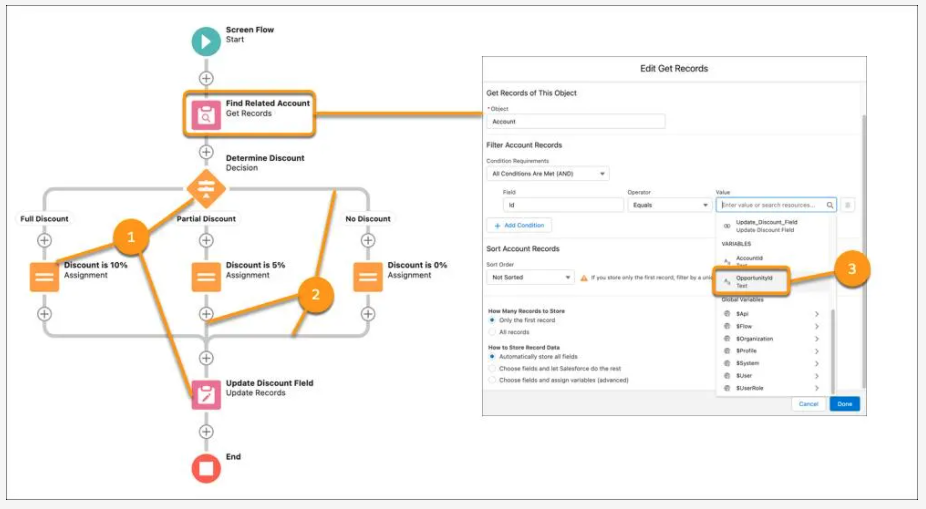 Screen Flow
Start
Find Related Account
Get Records
Determine Discount
Decision
Full Discount
Partial Discount
No Discount
1
Discount is 10%
Assignment
Discount is 5%
Assignment
Discount is 0%
Assignment
2
Update Discount Field
Update Records
End
Edit Get Records
Get Records of This Object
*Object
Account
Filter Account Records
Condition Requirements
All Conditions Are Met (AND)
Field
Operator
Value
Id
Equals
Enter value or search resources...
+ Add Condition
Update_Discount_Field
Update Discount Field
VARIABLES
AccountId
Text
OpportunityId
Text
3
Global Variables
$Api
$Flow
$Organization
$Profile
$System
$User
$UserRole
Sort Account Records
Sort Order
Not Sorted
If you store only the first record, filter by a uni
How Many Records to Store
Only the first record
All records
How to Store Record Data
Automatically store all fields
Choose fields and let Salesforce do the rest
Choose fields and assign variables (advanced)
Cancel
Done